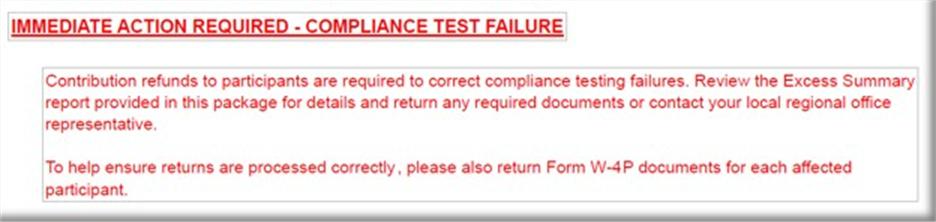 IMMEDIATE ACTION REQUIRED - COMPLIANCE TEST FAILURE
Contribution refunds to participants are required to correct compliance testing failures. Review the Excess Summary
report provided in this package for details and return any required documents or contact your local regional office
representative.
To help ensure returns are processed correctly, please also return Form W-4P documents for each affected
participant.